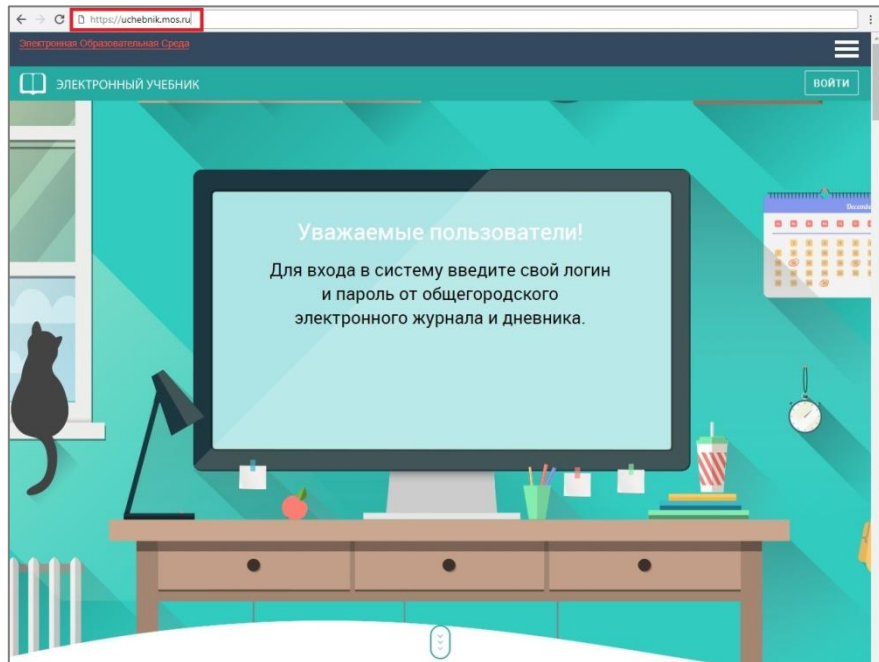 https://uchebnik.mos.ru
Электронная Образовательная Среда
ЭЛЕКТРОННЫЙ УЧЕБНИК
ВОЙТИ
Уважаемые пользователи!
Для входа в систему введите свой логин
и пароль от общегородского
электронного журнала и дневника.